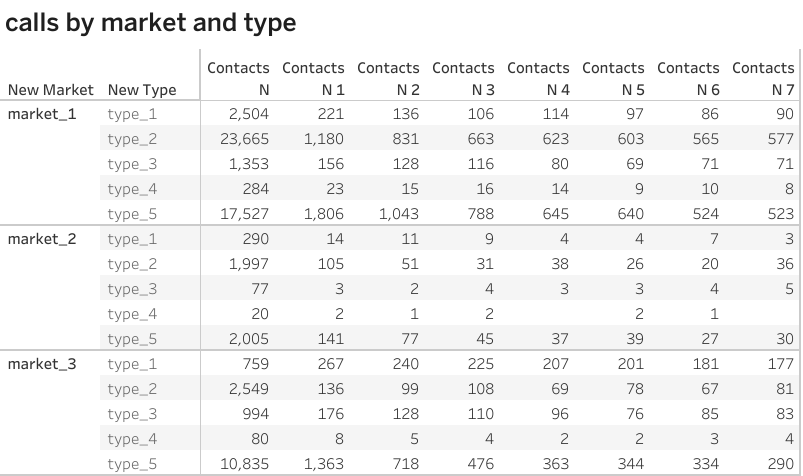 calls by market and type
Contacts Contacts Contacts Contacts Contacts Contacts Contacts Contacts
New Market New Type N N 1 N 2 N 3 N 4 N 5 N 6 N 7
market_1 type_1 2,504 221 136 106 114 97 86 90
type_2 23,665 1,180 831 663 623 603 565 577
type_3 1,353 156 128 116 80 69 71 71
type_4 284 23 15 16 14 9 10 8
type_5 17,527 1,806 1,043 788 645 640 524 523
market_2 type_1 290 14 11 9 4 4 7 3
type_2 1,997 105 51 31 38 26 20 36
type_3 77 3 2 4 3 3 4 5
type_4 20 2 1 2 2 1
type_5 2,005 141 77 45 37 39 27 30
market_3 type_1 759 267 240 225 207 201 181 177
type_2 2,549 136 99 108 69 78 67 81
type_3 994 176 128 110 96 76 85 83
type_4 80 8 5 4 2 2 3 4
type_5 10,835 1,363 718 476 363 344 334 290